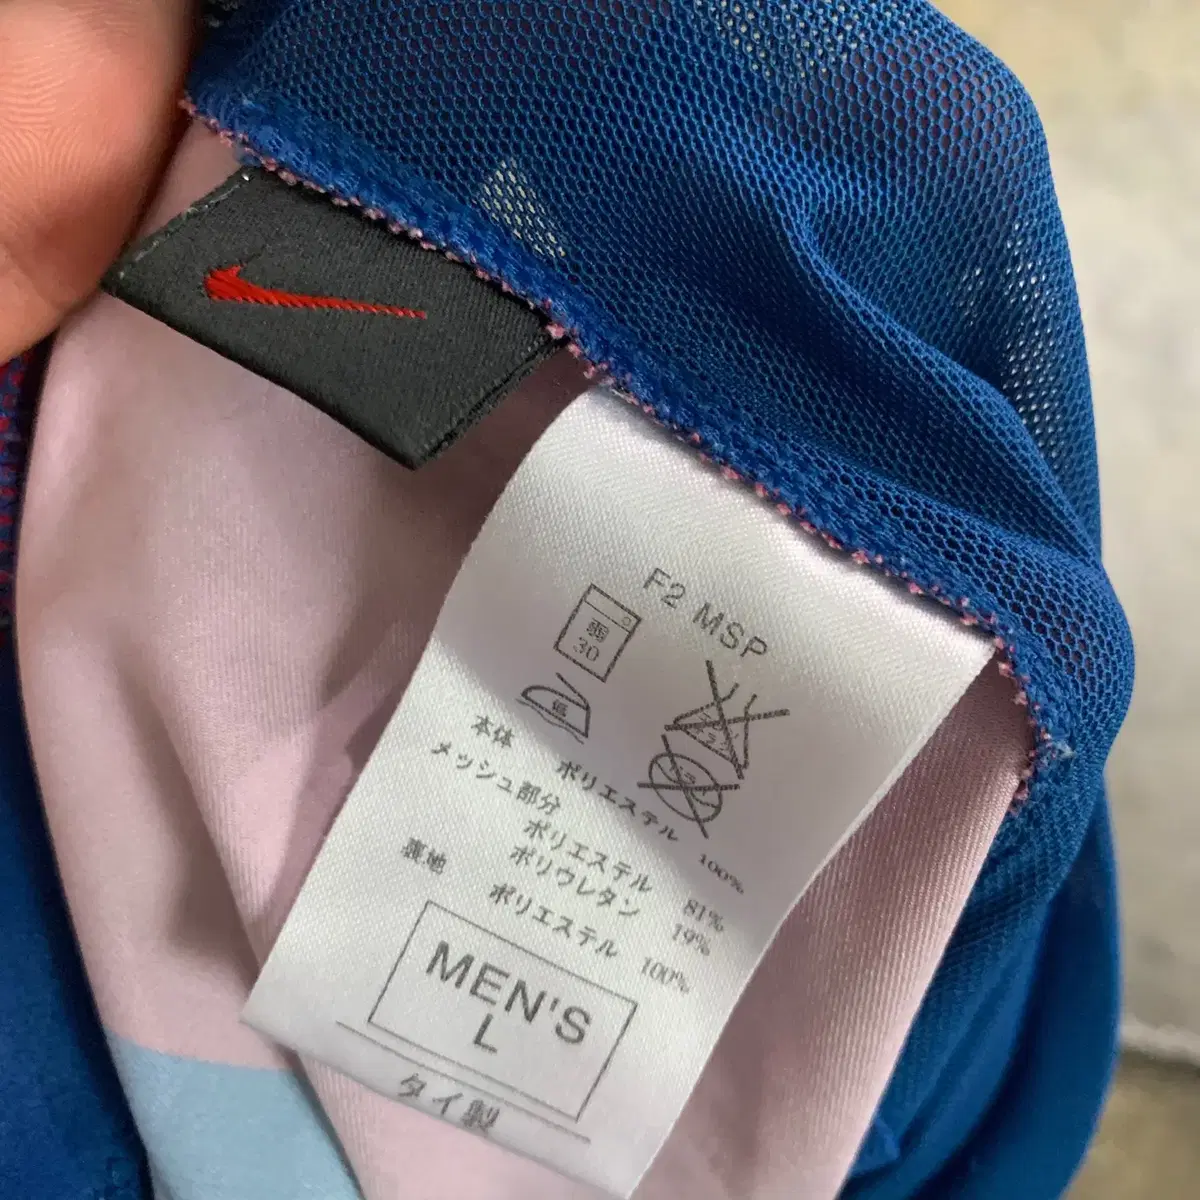 F2 MSP
弱
30
低
本体
ポリエステル 100%
メッシュ部分
ポリエステル 81%
ポリウレタン 19%
裏地
ポリエステル 100%
MEN'S
L
タイ製